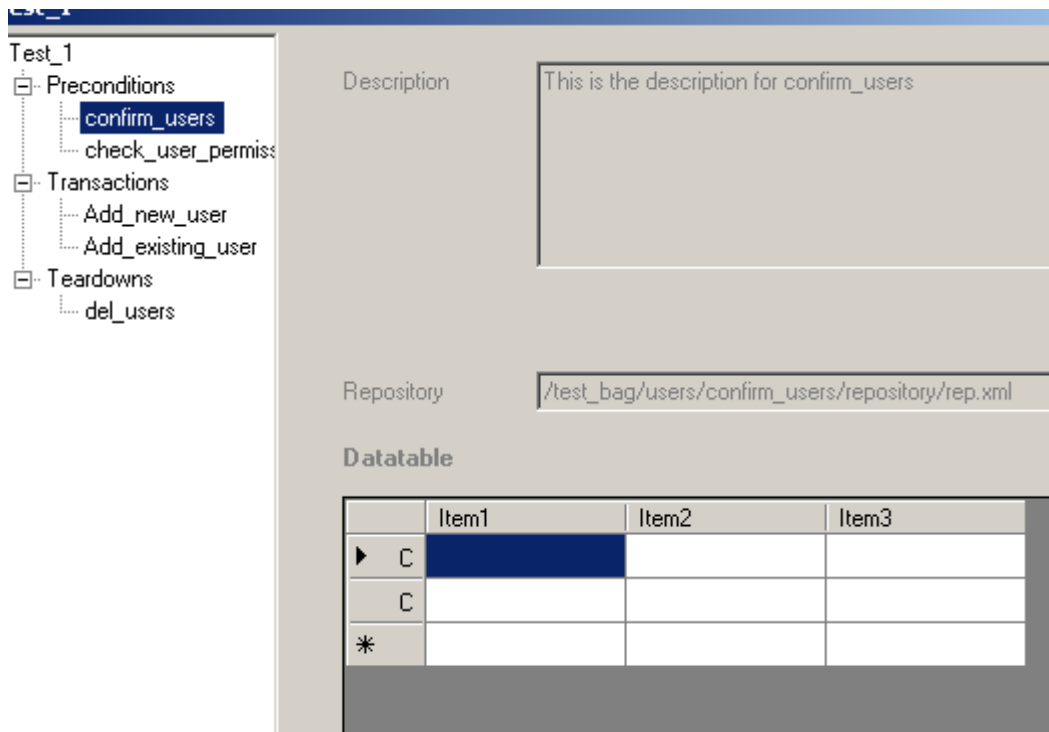 Test_1
Preconditions
confirm_users
check_user_permiss
Transactions
Add_new_user
Add_existing_user
Teardowns
del_users
Description
This is the description for confirm_users
Repository
/test_bag/users/confirm_users/repository/rep.xml
Datatable
Item1 Item2 Item3
C
C